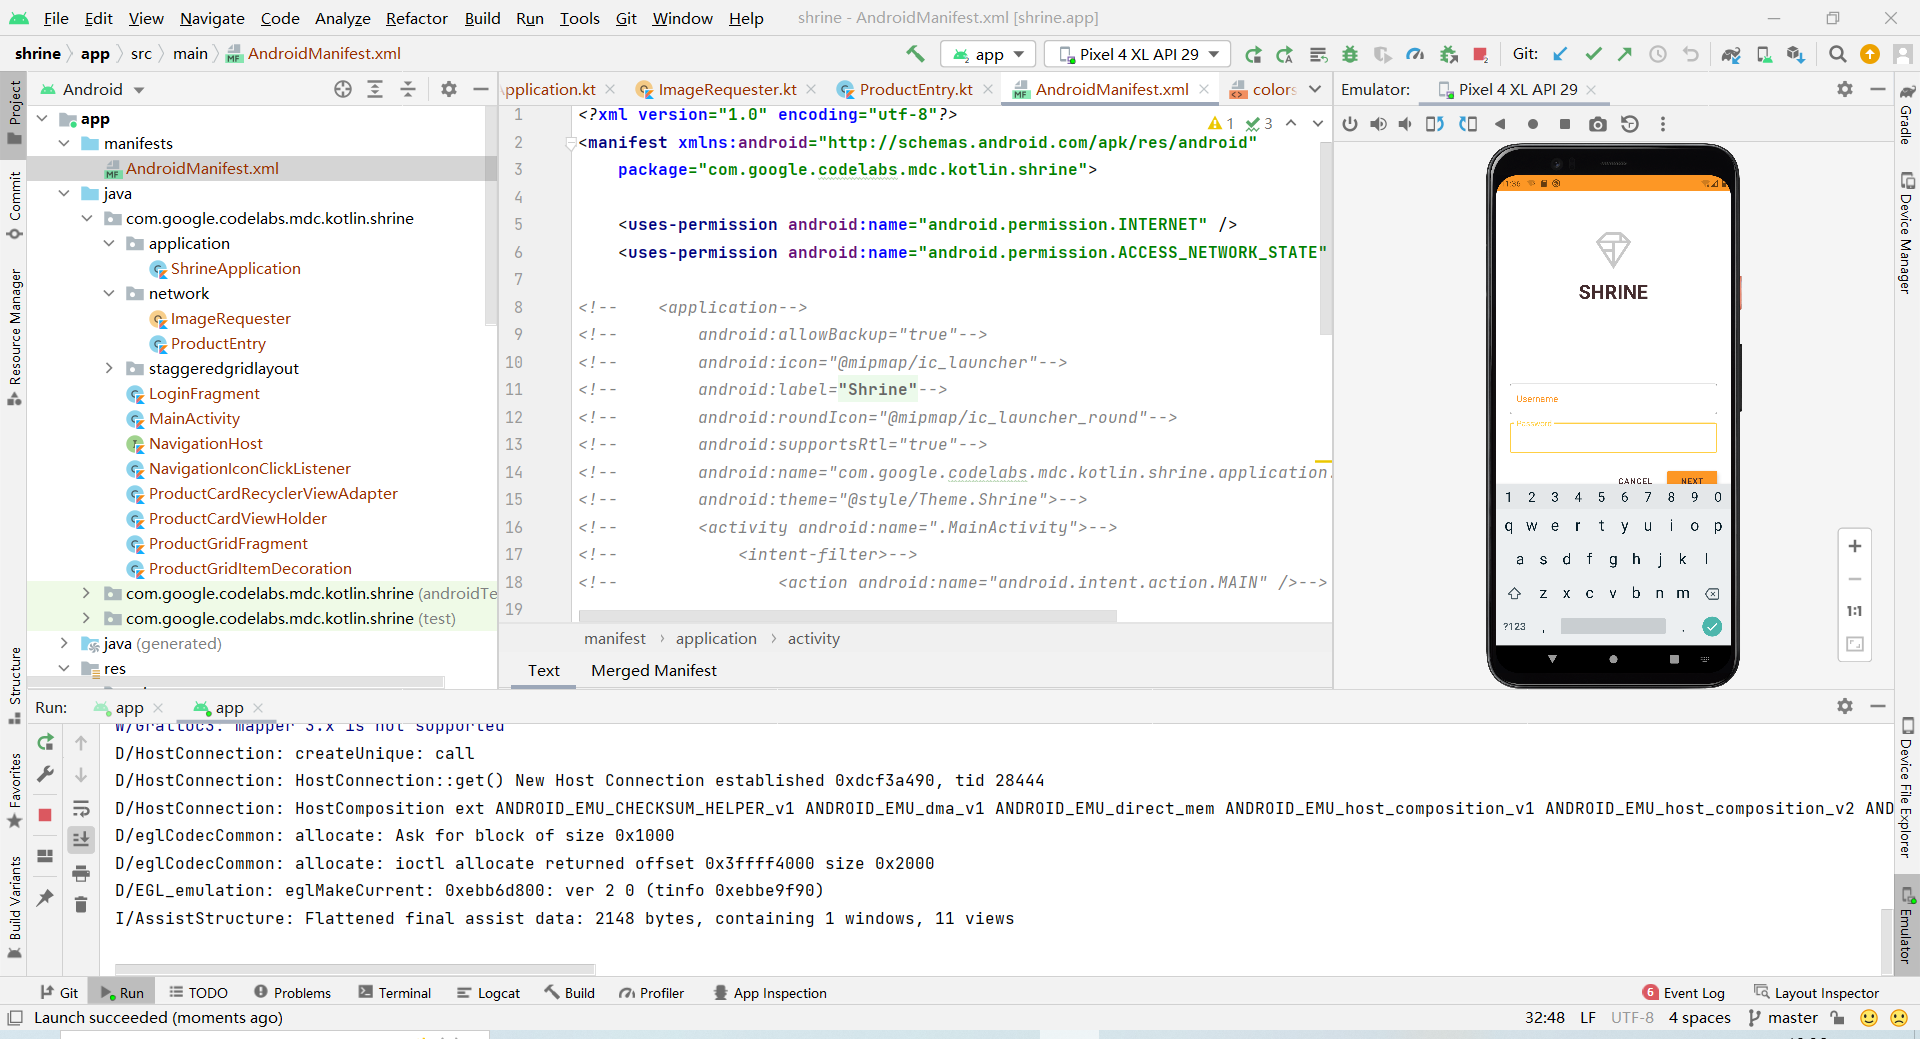 File Edit View Navigate Code Analyze Refactor Build Run Tools Git Window Help shrine - AndroidManifest.xml [shrine.app]
shrine app src main AndroidManifest.xml app Pixel 4 XL API 29 Git:
Android
pplication.kt ImageRequester.kt ProductEntry.kt AndroidManifest.xml colors
Emulator: Pixel 4 XL API 29
Project
Commit
Resource Manager
Structure
Favorites
Build Variants
app
manifests
AndroidManifest.xml
java
com.google.codelabs.mdc.kotlin.shrine
application
ShrineApplication
network
ImageRequester
ProductEntry
staggeredgridlayout
LoginFragment
MainActivity
NavigationHost
NavigationIconClickListener
ProductCardRecyclerViewAdapter
ProductCardViewHolder
ProductGridFragment
ProductGridItemDecoration
com.google.codelabs.mdc.kotlin.shrine (androidTe
com.google.codelabs.mdc.kotlin.shrine (test)
java (generated)
res
1 3
1 <?xml version="1.0" encoding="utf-8"?>
2 <manifest xmlns:android="http://schemas.android.com/apk/res/android"
3 package="com.google.codelabs.mdc.kotlin.shrine">
4
5 <uses-permission android:name="android.permission.INTERNET" />
6 <uses-permission android:name="android.permission.ACCESS_NETWORK_STATE"
7
8 <!-- <application-->
9 <!-- android:allowBackup="true"-->
10 <!-- android:icon="@mipmap/ic_launcher"-->
11 <!-- android:label="Shrine"-->
12 <!-- android:roundIcon="@mipmap/ic_launcher_round"-->
13 <!-- android:supportsRtl="true"-->
14 <!-- android:name="com.google.codelabs.mdc.kotlin.shrine.application.
15 <!-- android:theme="@style/Theme.Shrine">-->
16 <!-- <activity android:name=".MainActivity">-->
17 <!-- <intent-filter>-->
18 <!-- <action android:name="android.intent.action.MAIN" />-->
19
manifest application activity
Text Merged Manifest
1:36
SHRINE
Username
Password
CANCEL NEXT
1 2 3 4 5 6 7 8 9 0
q w e r t y u i o p
a s d f g h j k l
z x c v b n m
?123 , .
1:1
Gradle
Device Manager
Device File Explorer
Emulator
Run: app app
W/Gralloc3: mapper 3.x is not supported
D/HostConnection: createUnique: call
D/HostConnection: HostConnection::get() New Host Connection established 0xdcf3a490, tid 28444
D/HostConnection: HostComposition ext ANDROID_EMU_CHECKSUM_HELPER_v1 ANDROID_EMU_dma_v1 ANDROID_EMU_direct_mem ANDROID_EMU_host_composition_v1 ANDROID_EMU_host_composition_v2 AND
D/eglCodecCommon: allocate: Ask for block of size 0x1000
D/eglCodecCommon: allocate: ioctl allocate returned offset 0x3ffff4000 size 0x2000
D/EGL_emulation: eglMakeCurrent: 0xebb6d800: ver 2 0 (tinfo 0xebbe9f90)
I/AssistStructure: Flattened final assist data: 2148 bytes, containing 1 windows, 11 views
Git Run TODO Problems Terminal Logcat Build Profiler App Inspection 6 Event Log Layout Inspector
Launch succeeded (moments ago) 32:48 LF UTF-8 4 spaces master